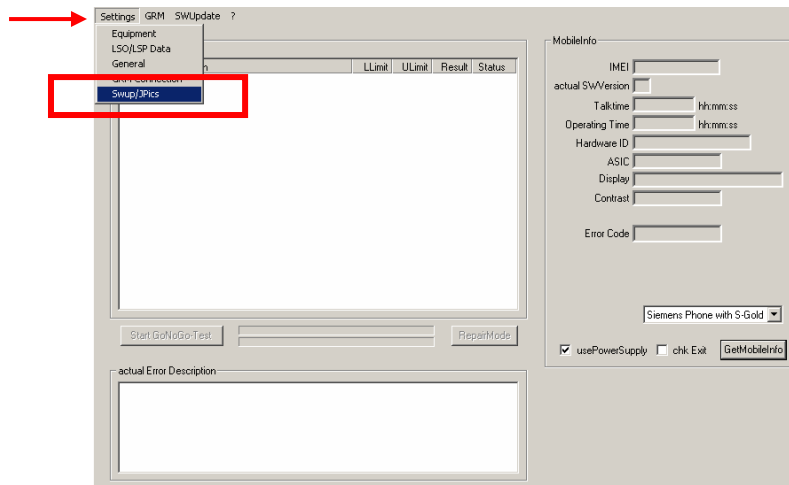 Settings GRM SWUpdate ?
Equipment
LSO/LSP Data
General
GRM Connection
Swup/JPics
LLimit ULimit Result Status
MobileInfo
IMEI
actual SWVersion
Talktime hh:mm:ss
Operating Time hh:mm:ss
Hardware ID
ASIC
Display
Contrast
Error Code
Siemens Phone with S-Gold
Start GoNoGo-Test RepairMode
usePowerSupply chk Exit GetMobileInfo
actual Error Description